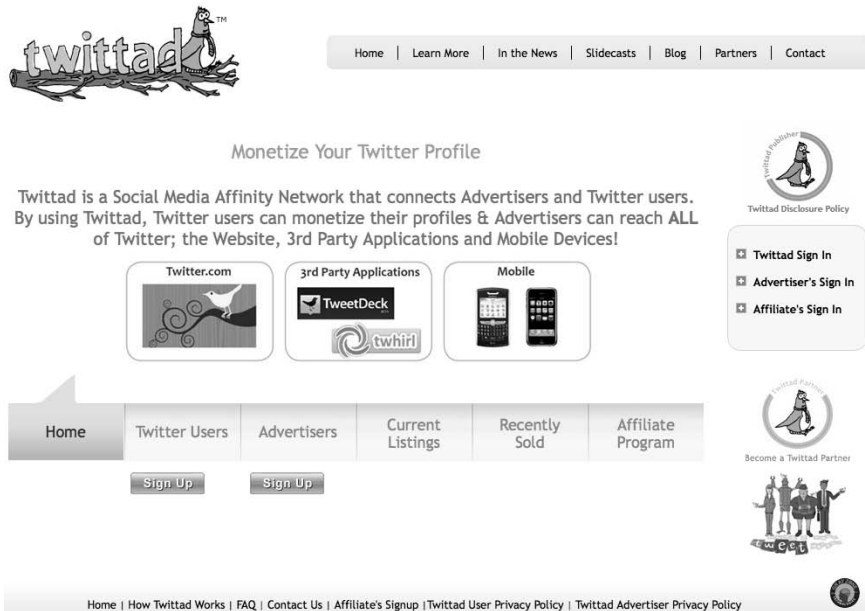 twittad™
Home | Learn More | In the News | Slidecasts | Blog | Partners | Contact
Monetize Your Twitter Profile
Twittad is a Social Media Affinity Network that connects Advertisers and Twitter users.
By using Twittad, Twitter users can monetize their profiles & Advertisers can reach ALL
of Twitter; the Website, 3rd Party Applications and Mobile Devices!
Twitter.com
3rd Party Applications
TweetDeck
twhirl
Mobile
Twittad Publisher
Twittad Disclosure Policy
Twittad Sign In
Advertiser's Sign In
Affiliate's Sign In
Home
Twitter Users
Advertisers
Current
Listings
Recently
Sold
Affiliate
Program
Sign Up
Sign Up
Twittad Partner
Become a Twittad Partner
tweet
Home | How Twittad Works | FAQ | Contact Us | Affiliate's Signup |Twittad User Privacy Policy | Twittad Advertiser Privacy Policy